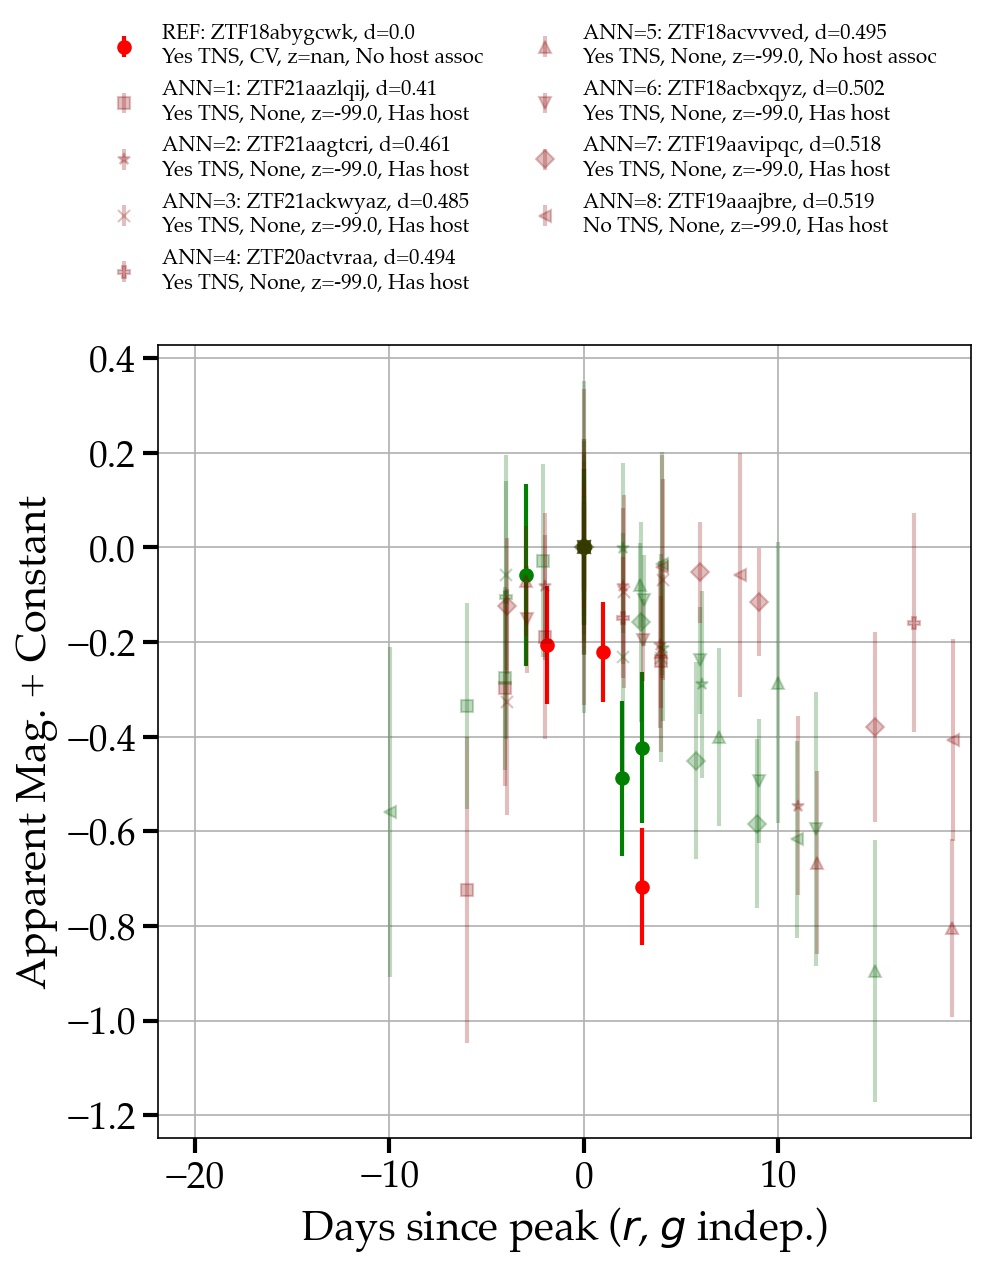 REF: ZTF18abygcwk, d=0.0
Yes TNS, CV, z=nan, No host assoc
ANN=1: ZTF21aazlqij, d=0.41
Yes TNS, None, z=-99.0, Has host
ANN=2: ZTF21aagtcri, d=0.461
Yes TNS, None, z=-99.0, Has host
ANN=3: ZTF21ackwyaz, d=0.485
Yes TNS, None, z=-99.0, Has host
ANN=4: ZTF20actvraa, d=0.494
Yes TNS, None, z=-99.0, Has host
ANN=5: ZTF18acvvved, d=0.495
Yes TNS, None, z=-99.0, No host assoc
ANN=6: ZTF18acbxqyz, d=0.502
Yes TNS, None, z=-99.0, Has host
ANN=7: ZTF19aavipqc, d=0.518
Yes TNS, None, z=-99.0, Has host
ANN=8: ZTF19aaajbre, d=0.519
No TNS, None, z=-99.0, Has host
Apparent Mag. + Constant
0.4
0.2
0.0
−0.2
−0.4
−0.6
−0.8
−1.0
−1.2
−20
−10
0
10
Days since peak (r, g indep.)